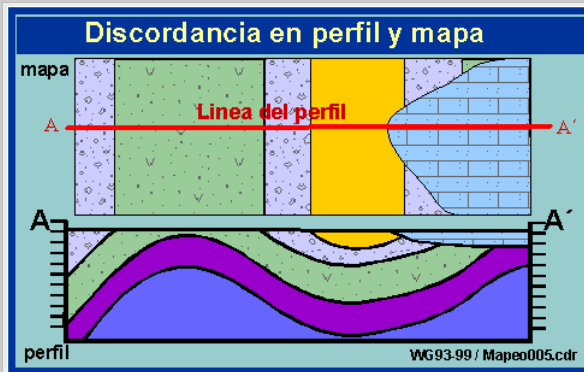 Discordancia en perfil y mapa
mapa
Linea del perfil
A A´
A A´
perfil
WG93-99 / Mapeo005.cdr